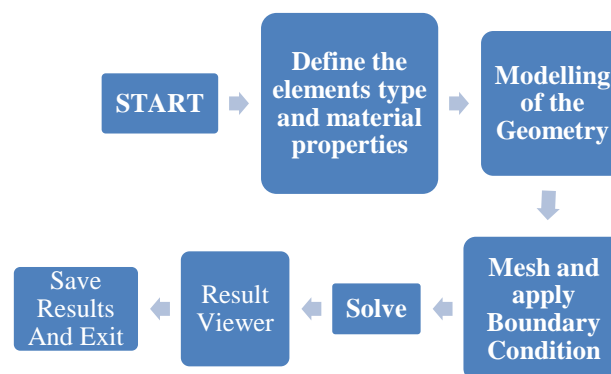 START
Define the
elements type
and material
properties
Modelling
of the
Geometry
Mesh and
apply
Boundary
Condition
Solve
Result
Viewer
Save
Results
And Exit